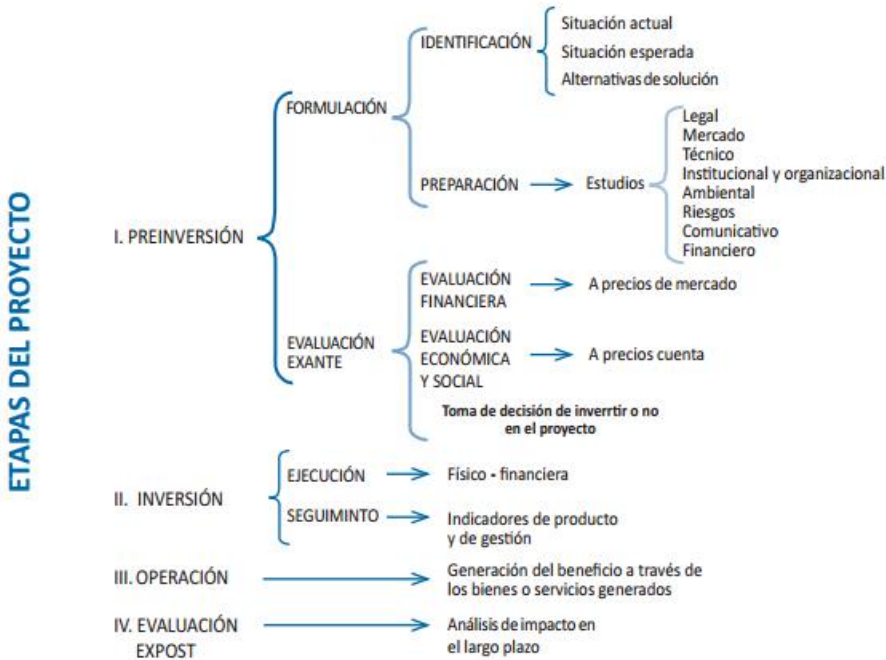 ETAPAS DEL PROYECTO
I. PREINVERSIÓN
FORMULACIÓN
IDENTIFICACIÓN
Situación actual
Situación esperada
Alternativas de solución
PREPARACIÓN
Estudios
Legal
Mercado
Técnico
Institucional y organizacional
Ambiental
Riesgos
Comunicativo
Financiero
EVALUACIÓN
EXANTE
EVALUACIÓN
FINANCIERA
A precios de mercado
EVALUACIÓN
ECONÓMICA
Y SOCIAL
A precios cuenta
Toma de decisión de inverrtir o no
en el proyecto
II. INVERSIÓN
EJECUCIÓN
Físico - financiera
SEGUIMINTO
Indicadores de producto
y de gestión
III. OPERACIÓN
Generación del beneficio a través de
los bienes o servicios generados
IV. EVALUACIÓN
EXPOST
Análisis de impacto en
el largo plazo